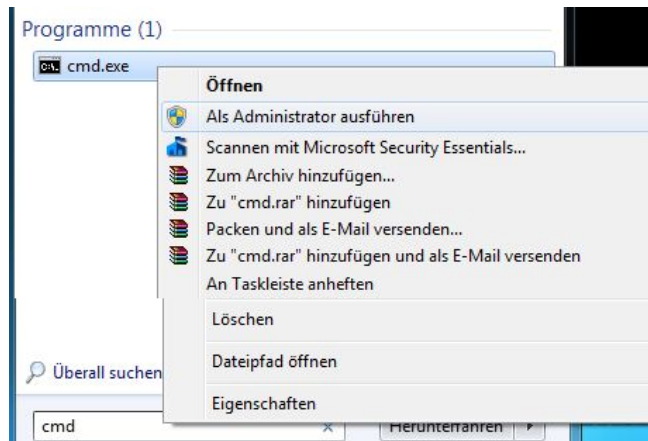 Programme (1)
cmd.exe
Öffnen
Als Administrator ausführen
Scannen mit Microsoft Security Essentials...
Zum Archiv hinzufügen...
Zu "cmd.rar" hinzufügen
Packen und als E-Mail versenden...
Zu "cmd.rar" hinzufügen und als E-Mail versenden
An Taskleiste anheften
Löschen
Dateipfad öffnen
Eigenschaften
Überall suchen
cmd
Herunterfahren